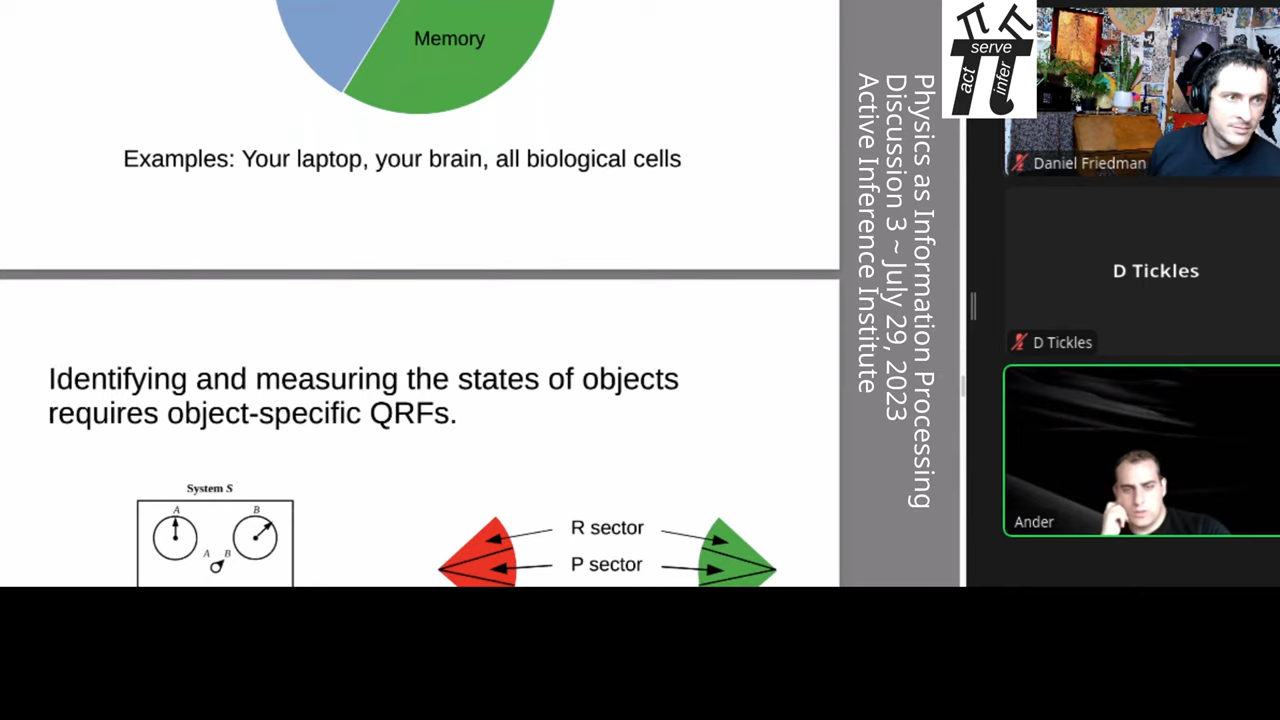 Memory
Examples: Your laptop, your brain, all biological cells
Identifying and measuring the states of objects
requires object-specific QRFs.
System S
A
B
A B
R sector
P sector
Physics as Information Processing
Discussion 3 ~ July 29, 2023
Active Inference Institute
act
serve
infer
Daniel Friedman
D Tickles
D Tickles
Ander